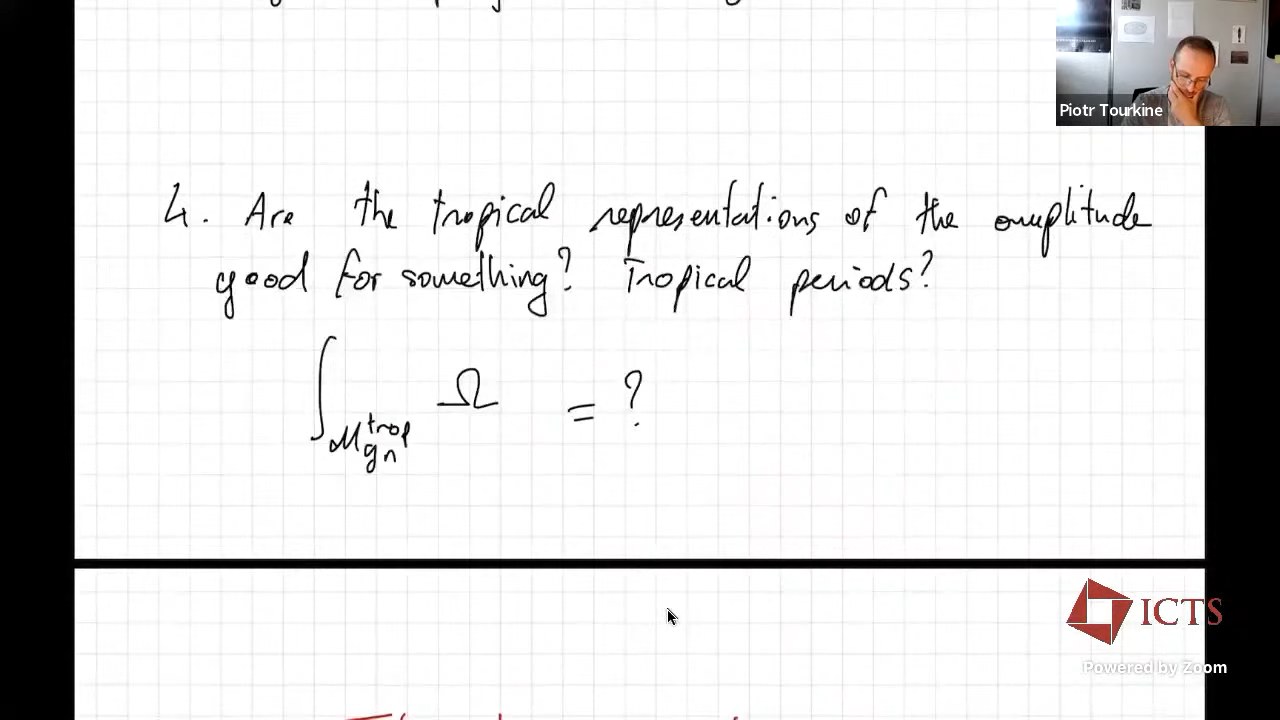 Piotr Tourkine
4. Are the tropical representations of the amplitude
good for something? Tropical periods?
∫_{M_{gn}^{trop}} Ω = ?
ICTS
Powered by Zoom